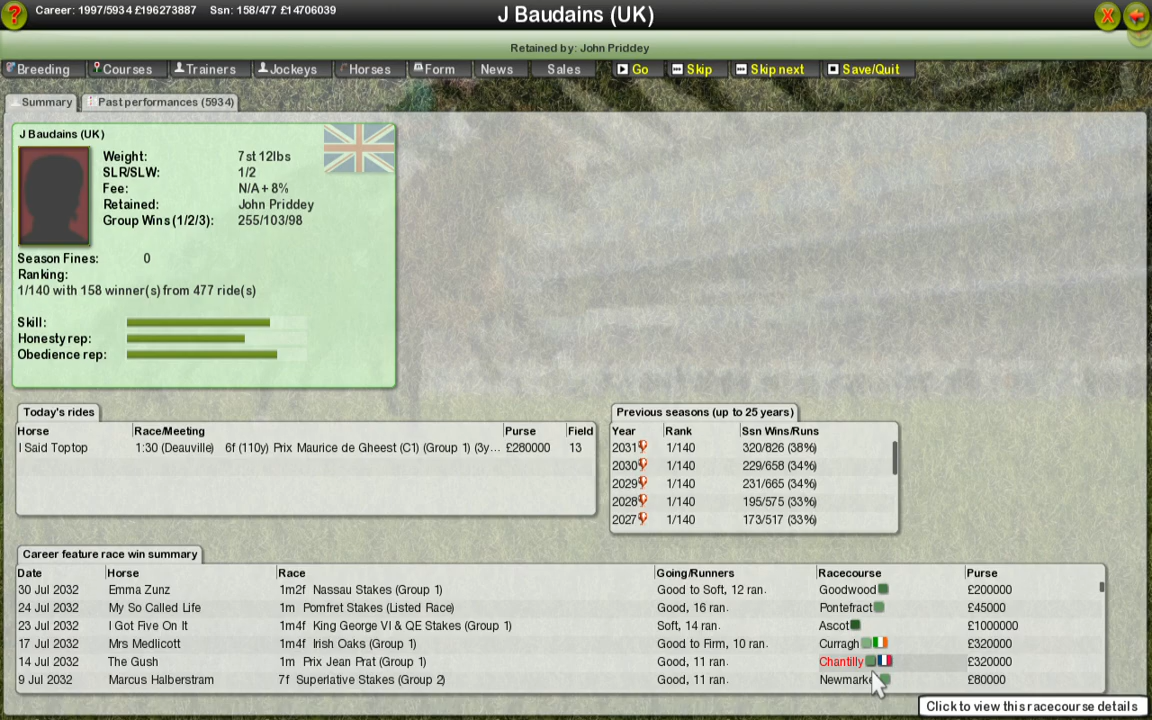 Career: 1997/5934 £196273887 Ssn: 158/477 £14706039
J Baudains (UK)
Retained by: John Priddey
Breeding Courses Trainers Jockeys Horses Form News Sales Go Skip Skip next Save/Quit
Summary Past performances (5934)
J Baudains (UK)
Weight: 7st 12lbs
SLR/SLW: 1/2
Fee: N/A + 8%
Retained: John Priddey
Group Wins (1/2/3): 255/103/98
Season Fines: 0
Ranking:
1/140 with 158 winner(s) from 477 ride(s)
Skill:
Honesty rep:
Obedience rep:
Today's rides
Horse Race/Meeting Purse Field
I Said Toptop 1:30 (Deauville) 6f (110y) Prix Maurice de Gheest (C1) (Group 1) (3y... £280000 13
Previous seasons (up to 25 years)
Year Rank Ssn Wins/Runs
2031 1/140 320/826 (38%)
2030 1/140 229/658 (34%)
2029 1/140 231/665 (34%)
2028 1/140 195/575 (33%)
2027 1/140 173/517 (33%)
Career feature race win summary
Date Horse Race Going/Runners Racecourse Purse
30 Jul 2032 Emma Zunz 1m2f Nassau Stakes (Group 1) Good to Soft, 12 ran. Goodwood £200000
24 Jul 2032 My So Called Life 1m Pomfret Stakes (Listed Race) Good, 16 ran. Pontefract £45000
23 Jul 2032 I Got Five On It 1m4f King George VI & QE Stakes (Group 1) Soft, 14 ran. Ascot £1000000
17 Jul 2032 Mrs Medlicott 1m4f Irish Oaks (Group 1) Good to Firm, 10 ran. Curragh £320000
14 Jul 2032 The Gush 1m Prix Jean Prat (Group 1) Good, 11 ran. Chantilly £320000
9 Jul 2032 Marcus Halberstram 7f Superlative Stakes (Group 2) Good, 11 ran. Newmarke £80000
Click to view this racecourse details